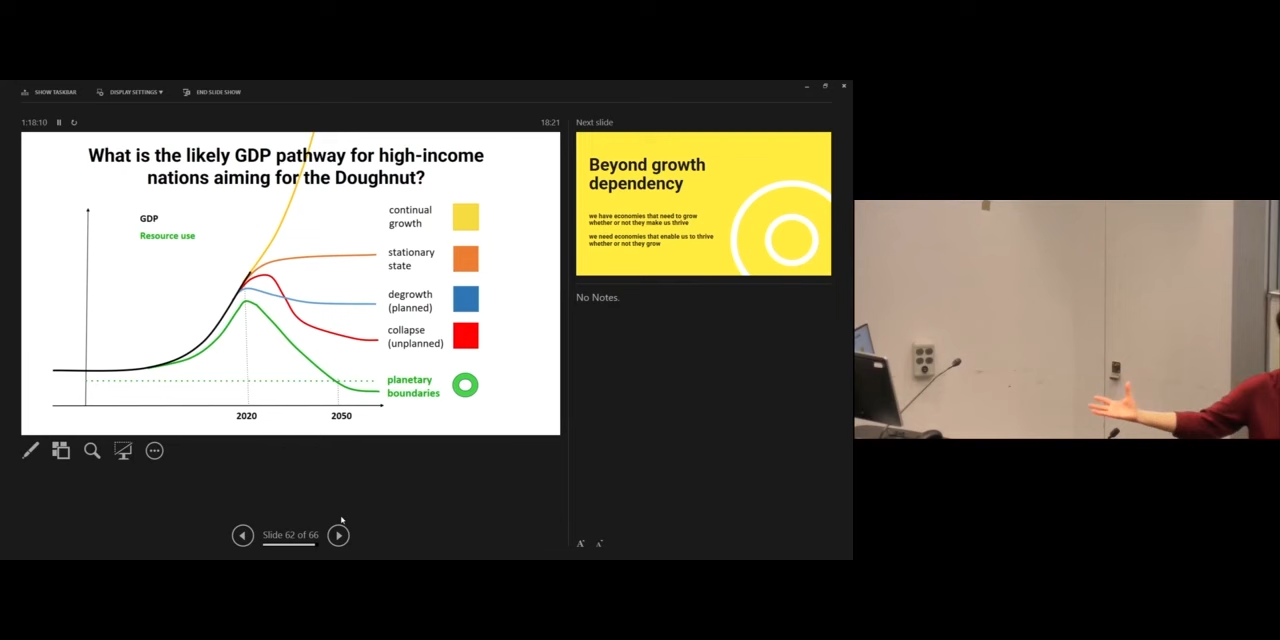 SHOW TASKBAR
DISPLAY SETTINGS ▾
END SLIDE SHOW
1:18:10
18:21
Next slide
What is the likely GDP pathway for high-income
nations aiming for the Doughnut?
GDP
Resource use
continual
growth
stationary
state
degrowth
(planned)
collapse
(unplanned)
planetary
boundaries
2020
2050
Beyond growth
dependency
we have economies that need to grow
whether or not they make us thrive
we need economies that enable us to thrive
whether or not they grow
No Notes.
Slide 62 of 66
A
A